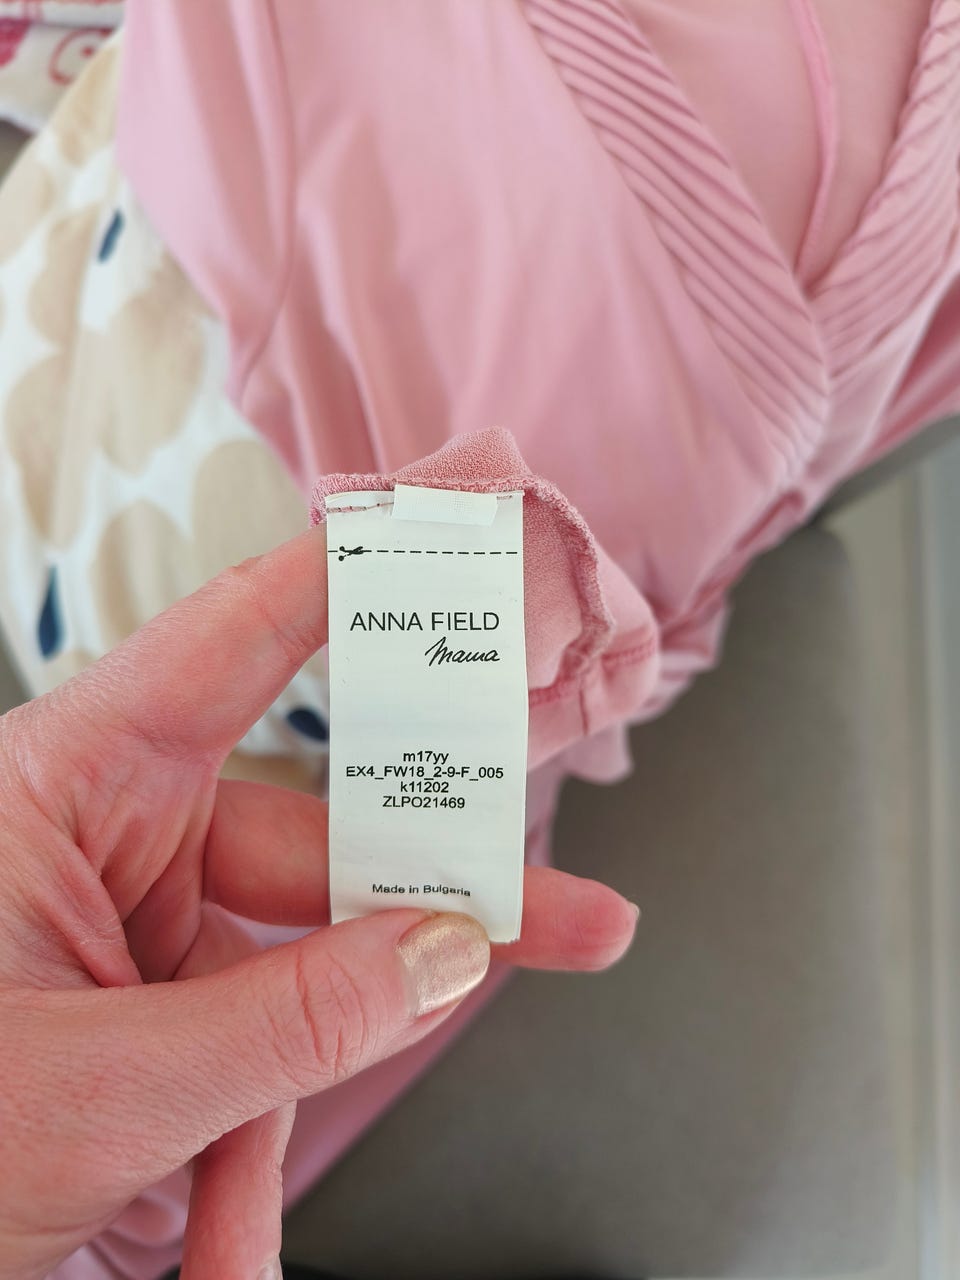 ANNA FIELD
Mama
m17yy
EX4_FW18_2-9-F_005
k11202
ZLPO21469
Made in Bulgaria